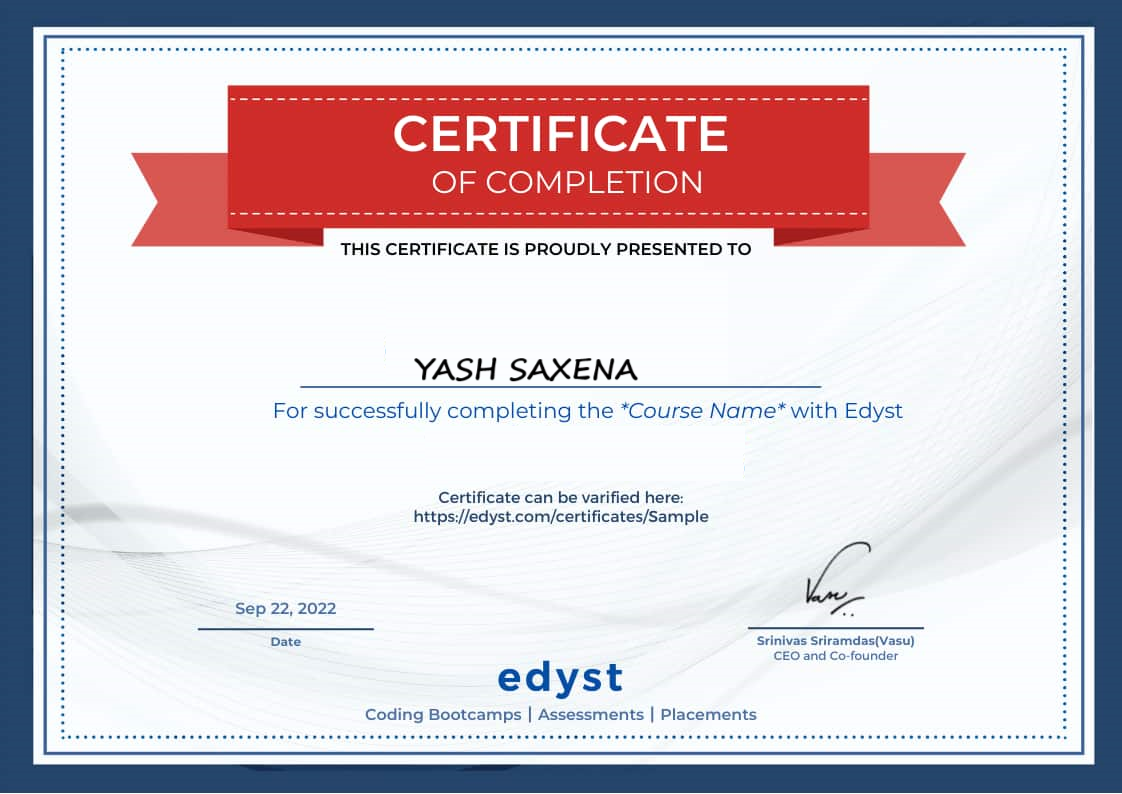 CERTIFICATE
OF COMPLETION
THIS CERTIFICATE IS PROUDLY PRESENTED TO
YASH SAXENA
For successfully completing the *Course Name* with Edyst
Certificate can be varified here:
https://edyst.com/certificates/Sample
Vasu
Sep 22, 2022
Date
Srinivas Sriramdas(Vasu)
CEO and Co-founder
edyst
Coding Bootcamps | Assessments | Placements